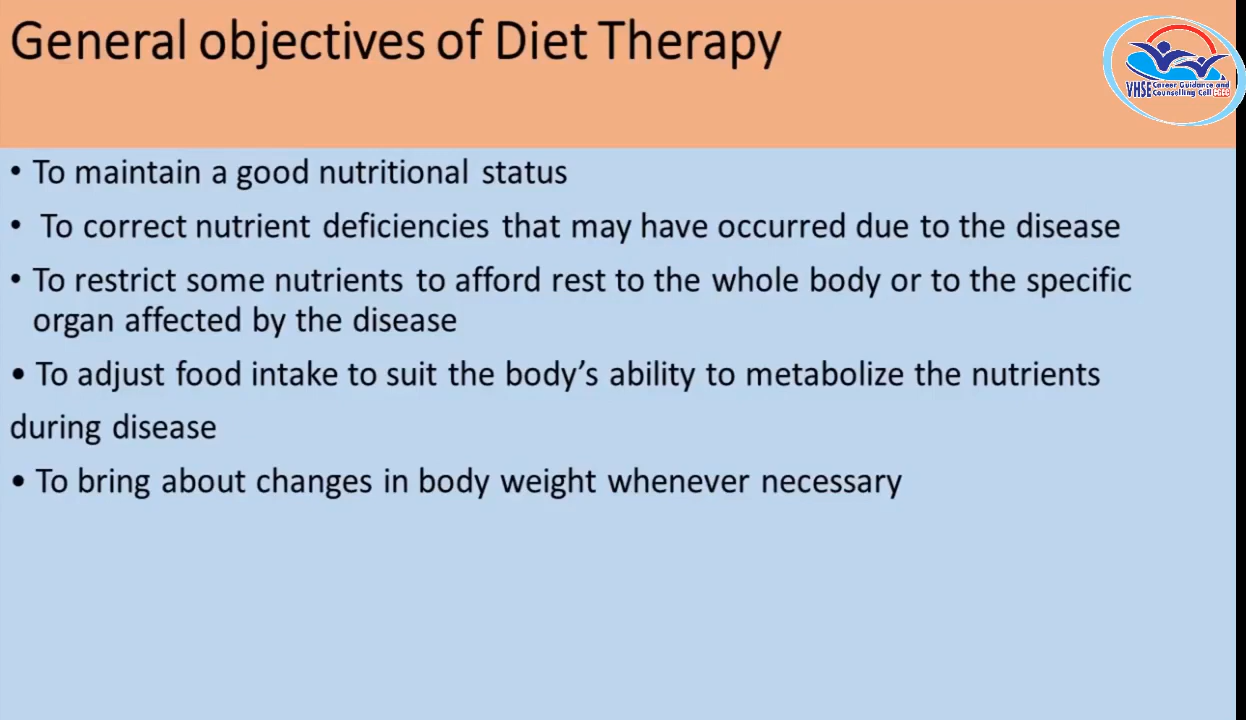 General objectives of Diet Therapy
VHSE Career Guidance and
Counselling Cell
• To maintain a good nutritional status
• To correct nutrient deficiencies that may have occurred due to the disease
• To restrict some nutrients to afford rest to the whole body or to the specific
organ affected by the disease
• To adjust food intake to suit the body’s ability to metabolize the nutrients
during disease
• To bring about changes in body weight whenever necessary